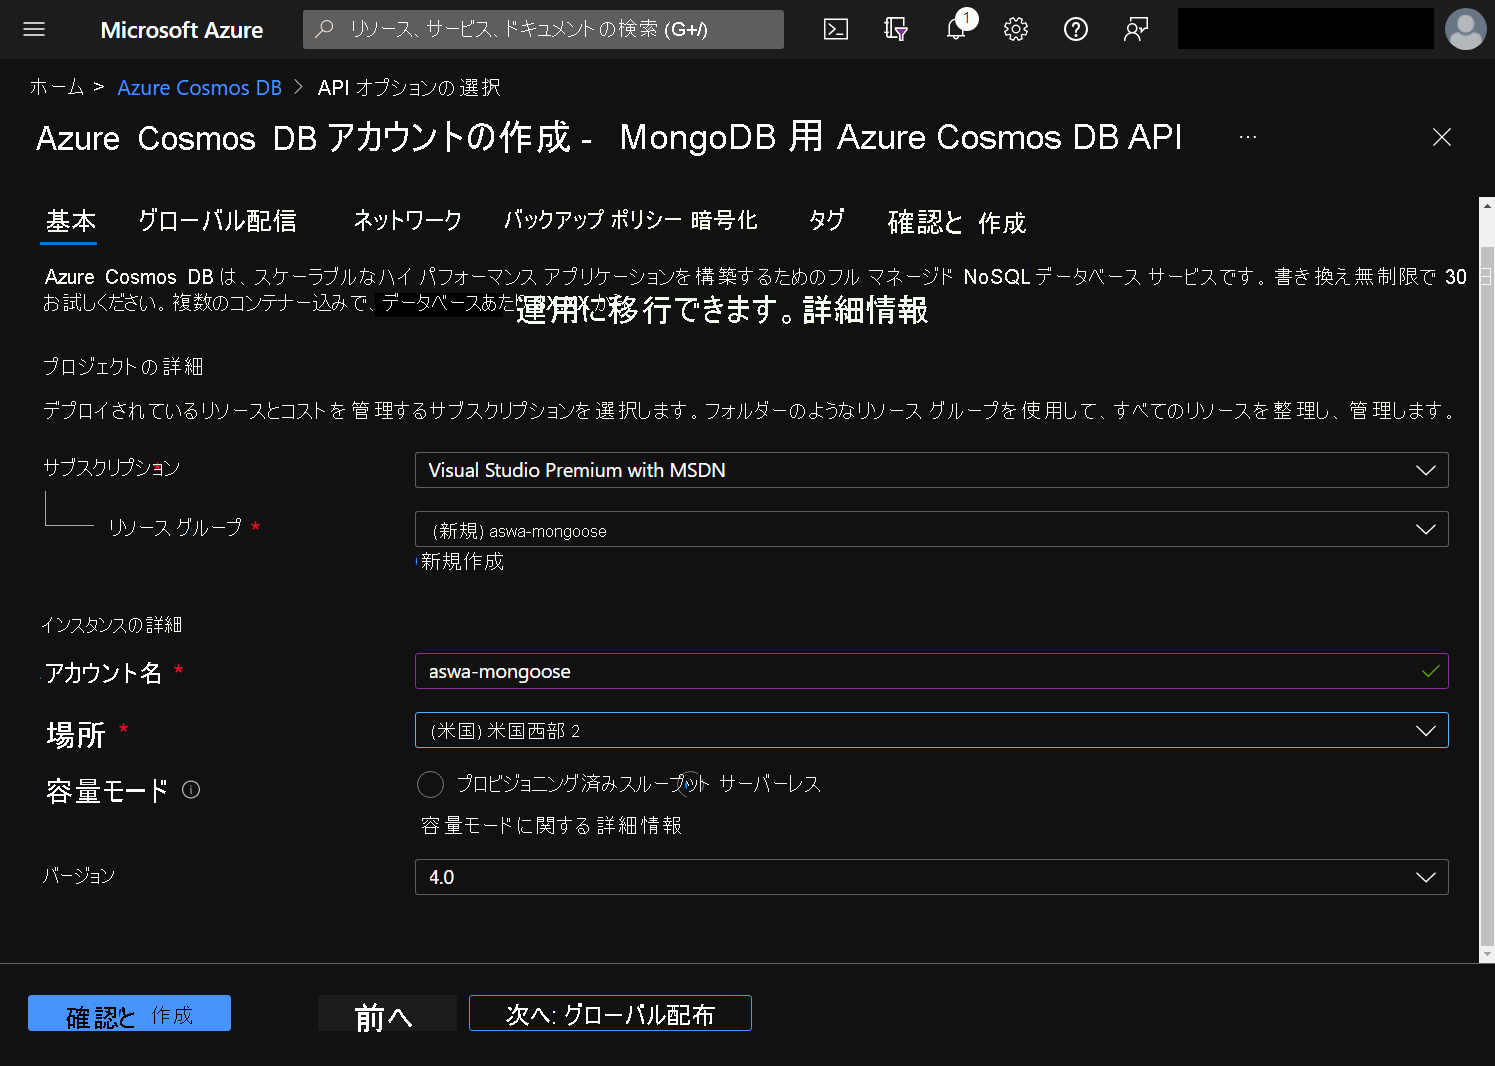 Microsoft Azure
リソース、サービス、ドキュメントの検索 (G+/)
1
ホーム > Azure Cosmos DB > API オプションの選択
Azure Cosmos DB アカウントの作成 - MongoDB 用 Azure Cosmos DB API ...
基本 グローバル配信 ネットワーク バックアップ ポリシー 暗号化 タグ 確認と 作成
Azure Cosmos DB は、スケーラブルなハイ パフォーマンス アプリケーションを構築するためのフル マネージド NoSQL データベース サービスです。書き換え無制限で 30 日
お試しください。複数のコンテナー込みで、データベースあたり 運用に移行できます。詳細情報
プロジェクトの詳細
デプロイされているリソースとコストを管理するサブスクリプションを選択します。フォルダーのようなリソース グループを使用して、すべてのリソースを整理し、管理します。
サブスクリプション * Visual Studio Premium with MSDN
リソース グループ * (新規) aswa-mongoose
新規作成
インスタンスの詳細
アカウント名 * aswa-mongoose
場所 * (米国) 米国西部 2
容量モード プロビジョニング済みスループット サーバーレス
容量モードに関する詳細情報
バージョン 4.0
確認と 作成 前へ 次へ: グローバル配布